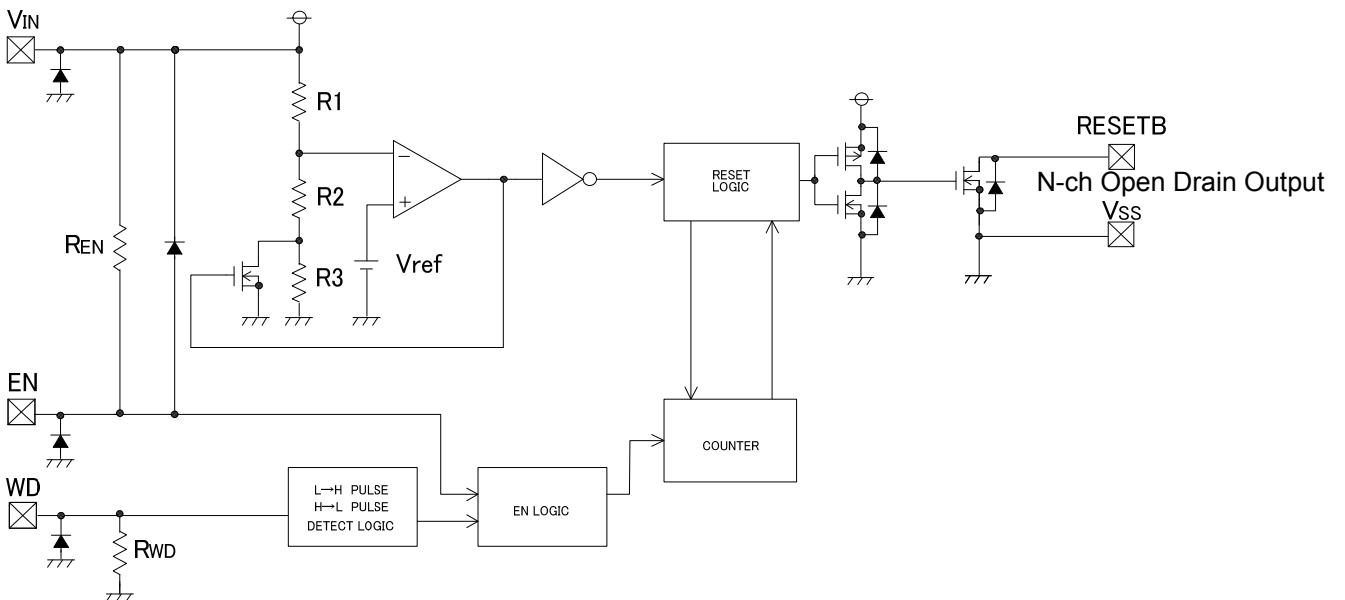 VIN
R1
RESETB
RESET
LOGIC
N-ch Open Drain Output
R2
VSS
REN
R3
Vref
−
+
EN
COUNTER
WD
L→H PULSE
H→L PULSE
DETECT LOGIC
EN LOGIC
RWD